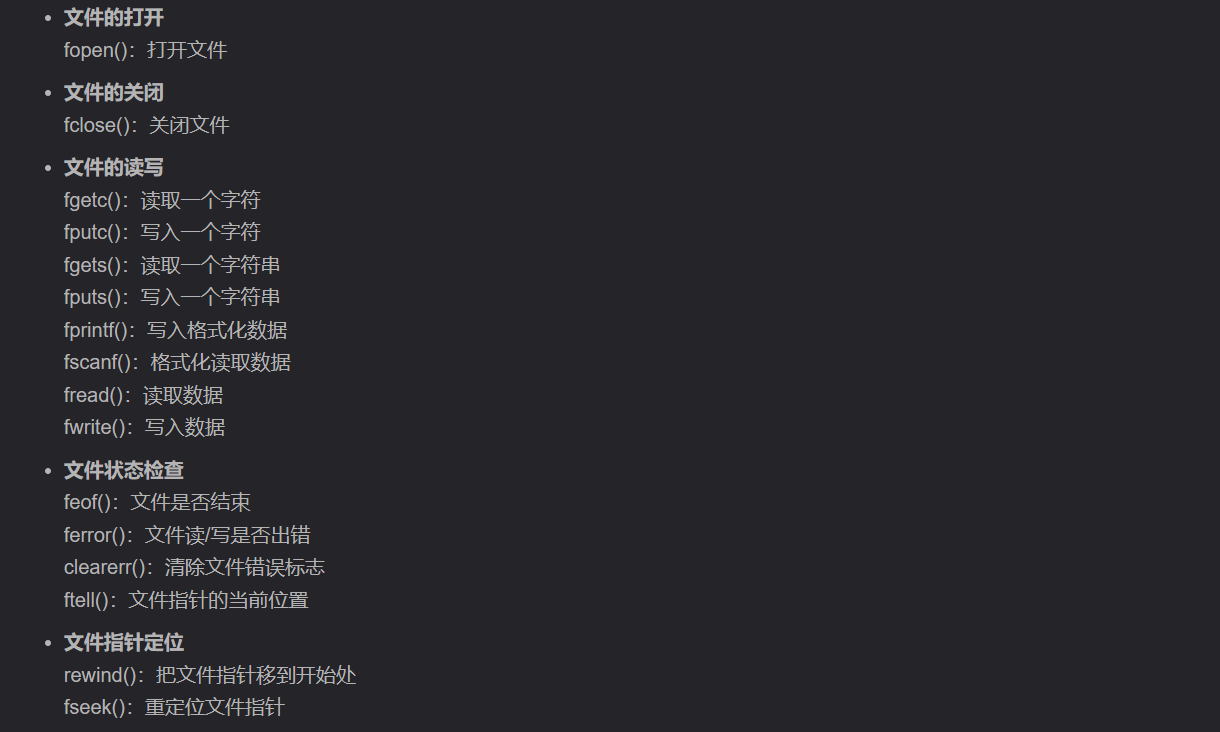 文件的打开
fopen()：打开文件
文件的关闭
fclose()：关闭文件
文件的读写
fgetc()：读取一个字符
fputc()：写入一个字符
fgets()：读取一个字符串
fputs()：写入一个字符串
fprintf()：写入格式化数据
fscanf()：格式化读取数据
fread()：读取数据
fwrite()：写入数据
文件状态检查
feof()：文件是否结束
ferror()：文件读/写是否出错
clearerr()：清除文件错误标志
ftell()：文件指针的当前位置
文件指针定位
rewind()：把文件指针移到开始处
fseek()：重定位文件指针